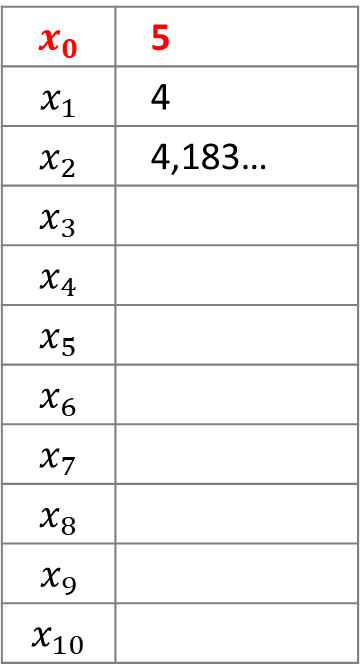 x₀ 5
x₁ 4
x₂ 4,183...
x₃
x₄
x₅
x₆
x₇
x₈
x₉
x₁₀